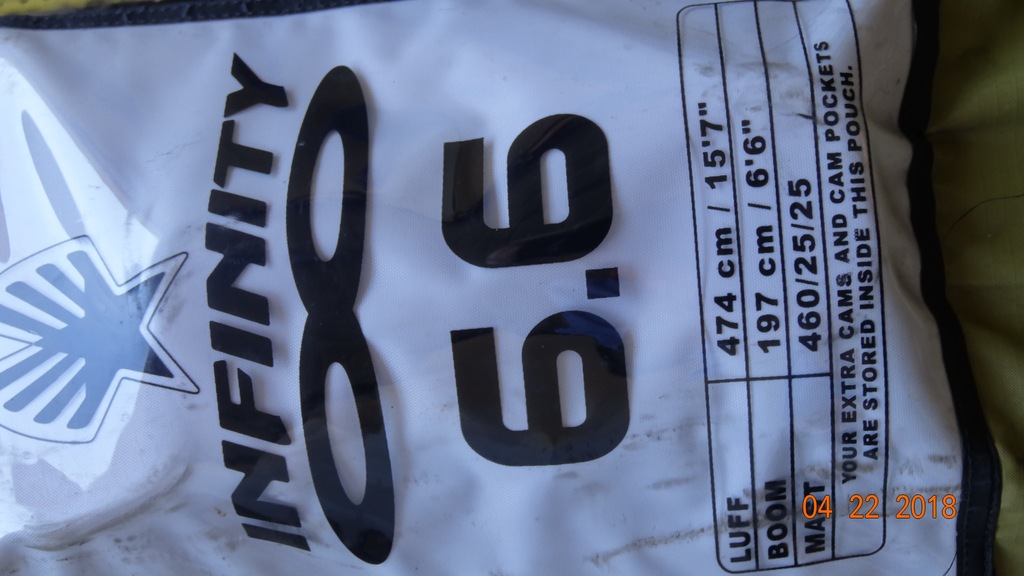 INFINITY
6.6
LUFF 474 cm / 15'7"
BOOM 197 cm / 6'6"
MAST 460/25/25
YOUR EXTRA CAMS AND CAM POCKETS
ARE STORED INSIDE THIS POUCH.
04 22 2018